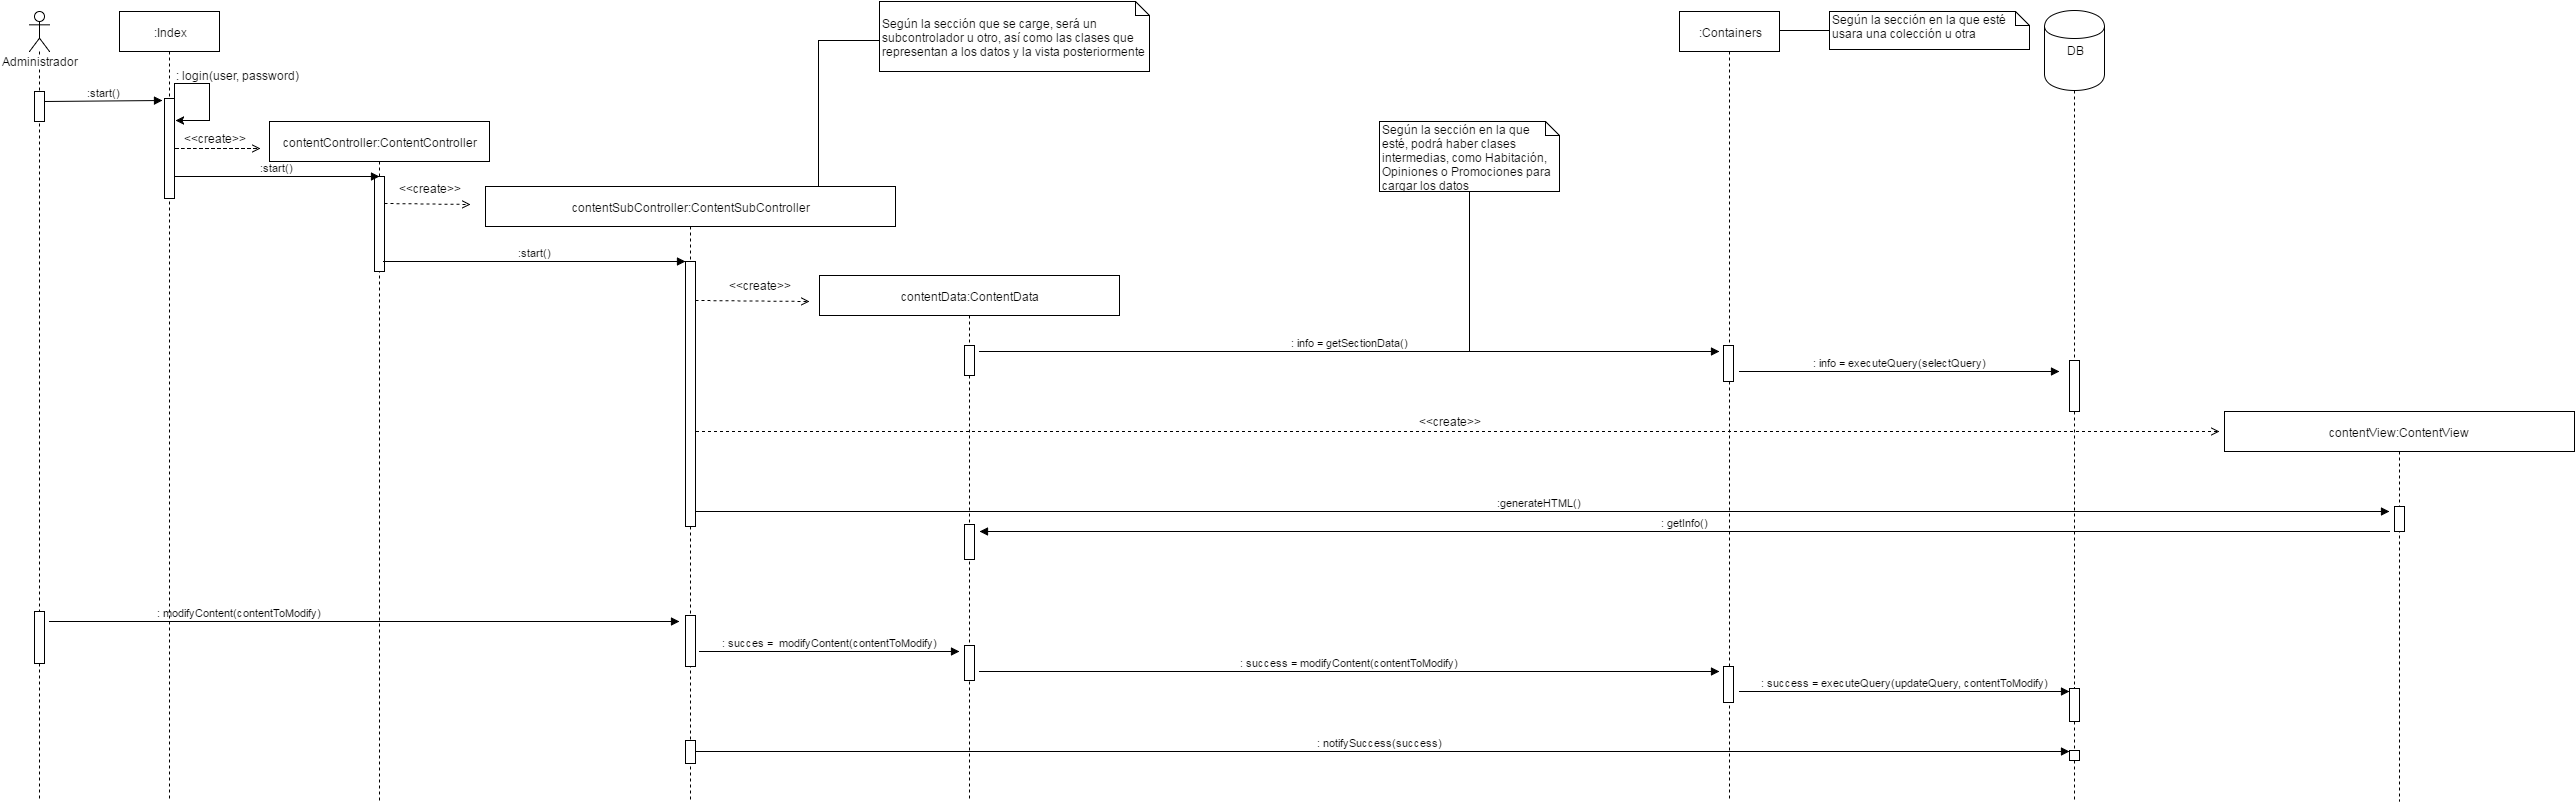 Administrador
:Index
Según la sección que se carge, será un
subcontrolador u otro, así como las clases que
representan a los datos y la vista posteriormente
:Containers
Según la sección en la que esté
usara una colección u otra
DB
: login(user, password)
:start()
<<create>>
contentController:ContentController
:start()
Según la sección en la que
esté, podrá haber clases
intermedias, como Habitación,
Opiniones o Promociones para
cargar los datos
<<create>>
contentSubController:ContentSubController
:start()
<<create>>
contentData:ContentData
: info = getSectionData()
: info = executeQuery(selectQuery)
<<create>>
contentView:ContentView
:generateHTML()
: getInfo()
: modifyContent(contentToModify)
: succes =  modifyContent(contentToModify)
: success = modifyContent(contentToModify)
: success = executeQuery(updateQuery, contentToModify)
: notifySuccess(success)